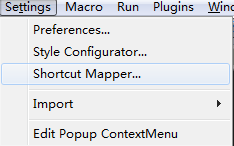 Settings Macro Run Plugins
Preferences...
Style Configurator...
Shortcut Mapper...
Import
Edit Popup ContextMenu